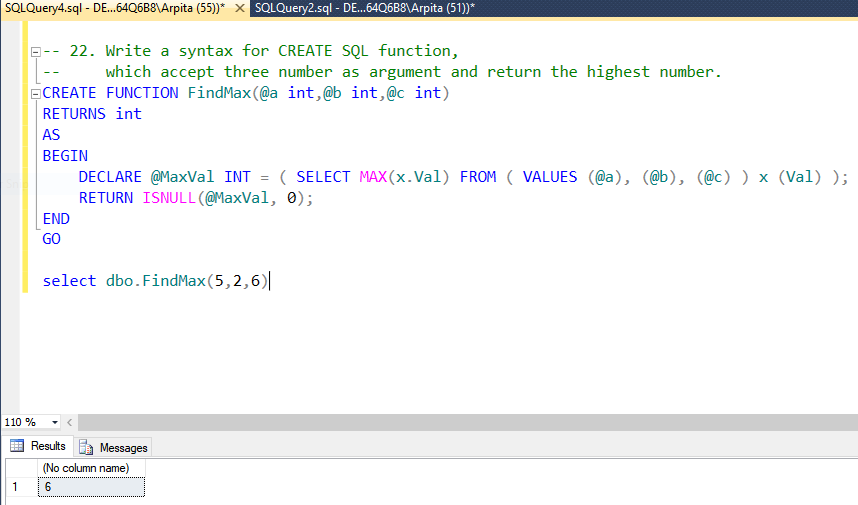 SQLQuery4.sql - DE...64Q6B8\Arpita (55))* SQLQuery2.sql - DE...64Q6B8\Arpita (51))*
-- 22. Write a syntax for CREATE SQL function,
-- which accept three number as argument and return the highest number.
CREATE FUNCTION FindMax(@a int,@b int,@c int)
RETURNS int
AS
BEGIN
DECLARE @MaxVal INT = ( SELECT MAX(x.Val) FROM ( VALUES (@a), (@b), (@c) ) x (Val) );
RETURN ISNULL(@MaxVal, 0);
END
GO
select dbo.FindMax(5,2,6)
110 %
Results Messages
(No column name)
1 6